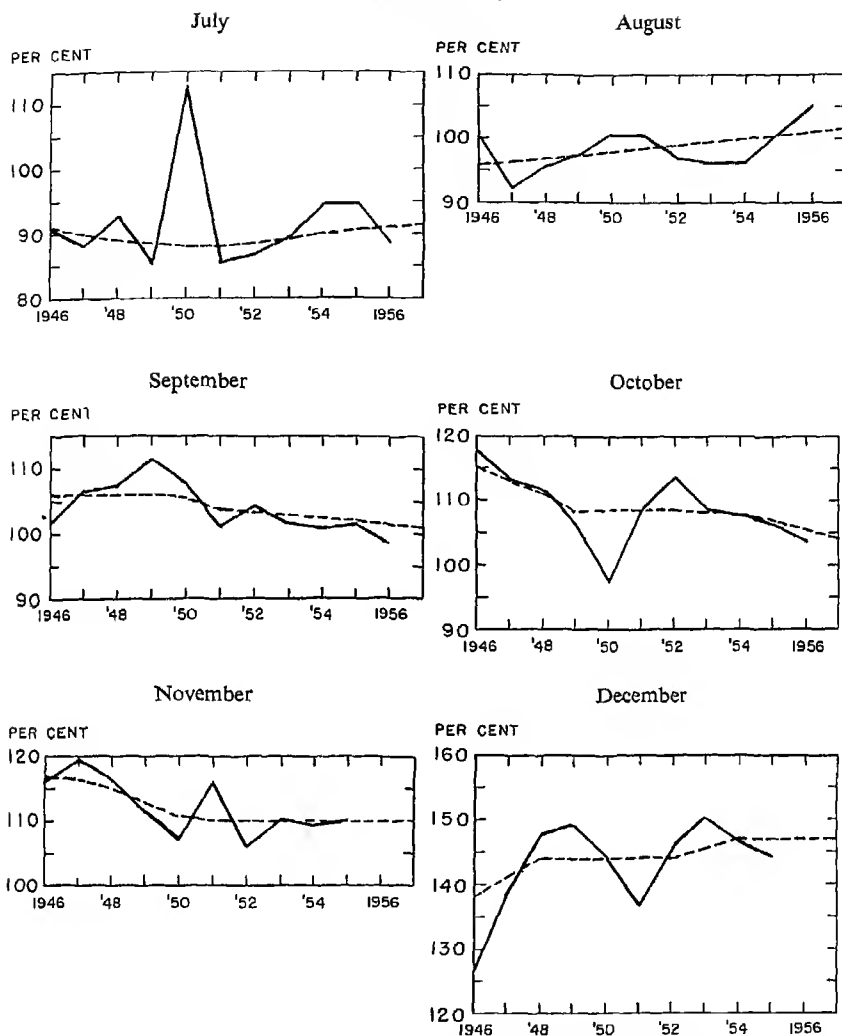 July
PER CENT
110
100
90
80
1946 '48 '50 '52 '54 1956
August
PER CENT
110
100
90
1946 '48 '50 '52 '54 1956
September
PER CENT
110
100
90
1946 '48 '50 '52 '54 1956
October
PER CENT
120
110
100
90
1946 '48 '50 '52 '54 1956
November
PER CENT
120
110
100
1946 '48 '50 '52 '54 1956
December
PER CENT
160
150
140
130
120
1946 '48 '50 '52 '54 1956